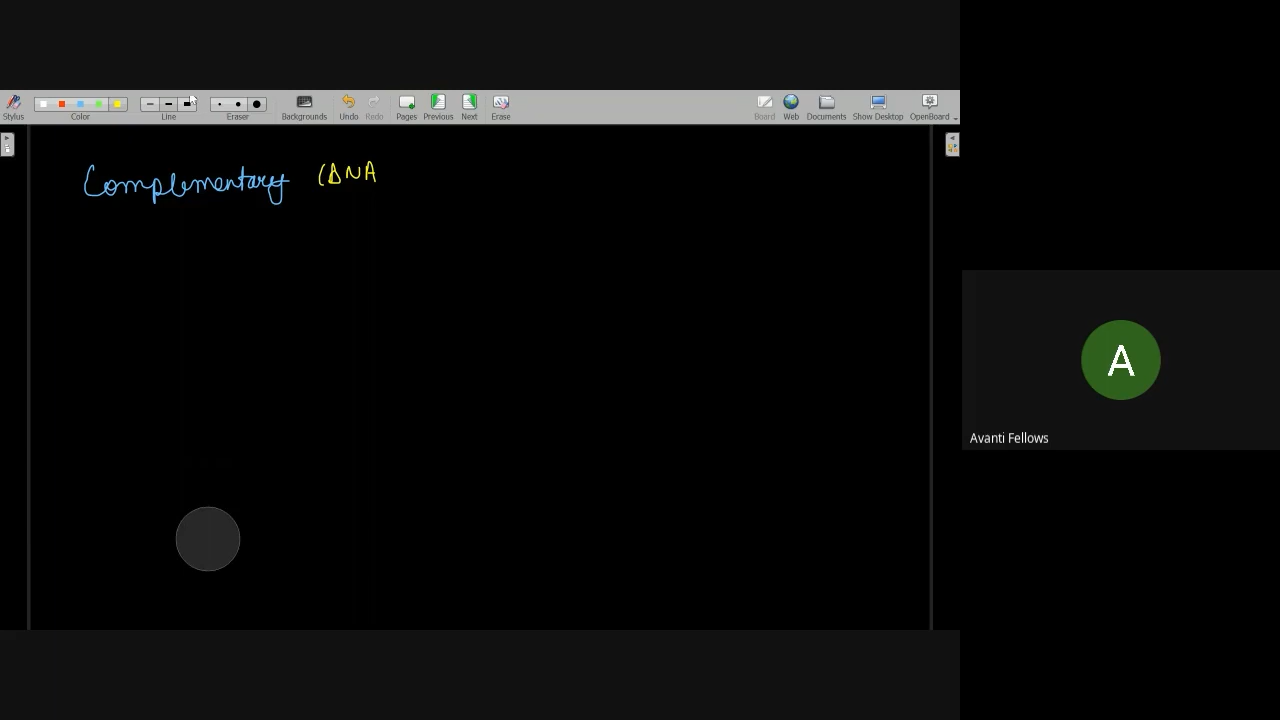 Stylus Color Line Eraser Backgrounds Undo Redo Pages Previous Next Erase Board Web Documents Show Desktop OpenBoard
Complementary (DNA
A
Avanti Fellows